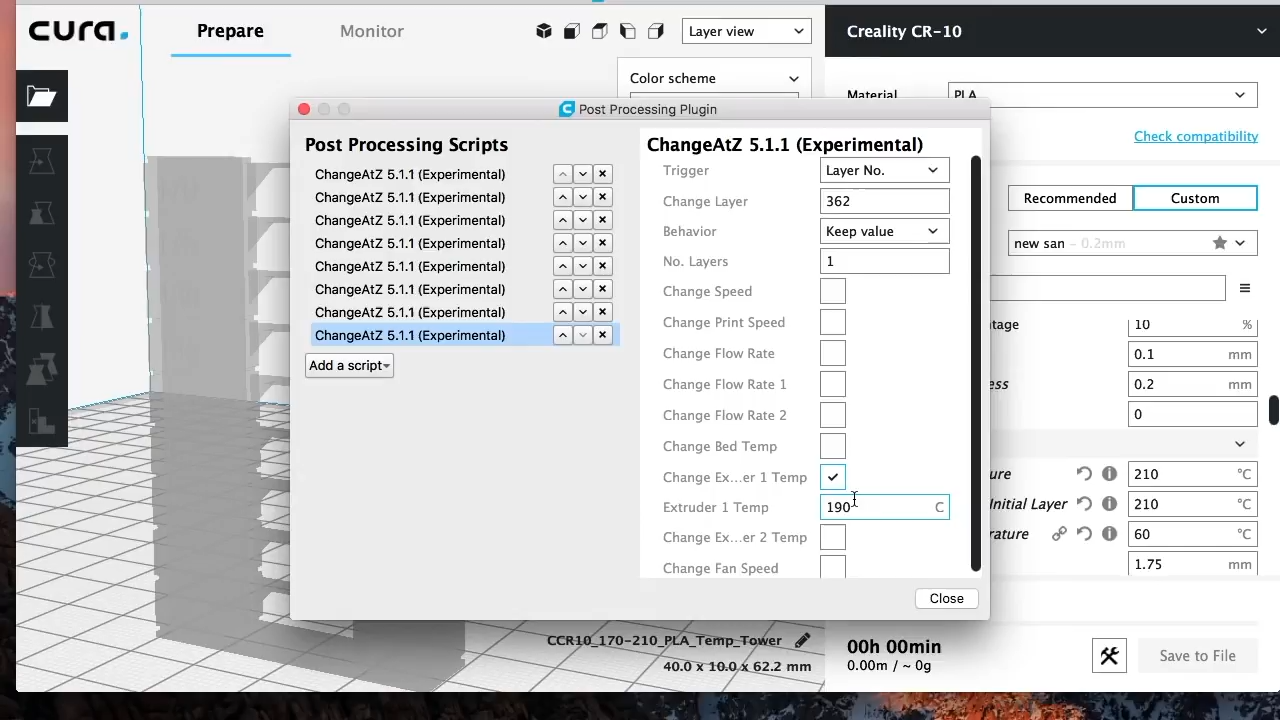 cura.
Prepare
Monitor
Layer view
Creality CR-10
Color scheme
Material
PLA
Check compatibility
Post Processing Plugin
Post Processing Scripts
ChangeAtZ 5.1.1 (Experimental)
ChangeAtZ 5.1.1 (Experimental)
ChangeAtZ 5.1.1 (Experimental)
ChangeAtZ 5.1.1 (Experimental)
ChangeAtZ 5.1.1 (Experimental)
ChangeAtZ 5.1.1 (Experimental)
ChangeAtZ 5.1.1 (Experimental)
ChangeAtZ 5.1.1 (Experimental)
Add a script
ChangeAtZ 5.1.1 (Experimental)
Trigger
Layer No.
Change Layer
362
Behavior
Keep value
No. Layers
1
Change Speed
Change Print Speed
Change Flow Rate
Change Flow Rate 1
Change Flow Rate 2
Change Bed Temp
Change Ex...er 1 Temp
Extruder 1 Temp
190 C
Change Ex...er 2 Temp
Change Fan Speed
Close
Recommended
Custom
new san - 0.2mm
tage
10 %
0.1 mm
ess
0.2 mm
0
ure
210 °C
Initial Layer
210 °C
rature
60 °C
1.75 mm
CCR10_170-210_PLA_Temp_Tower
40.0 x 10.0 x 62.2 mm
00h 00min
0.00m / ~ 0g
Save to File